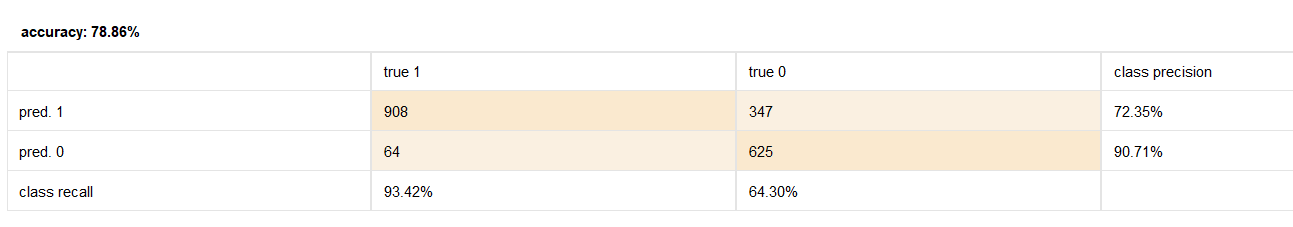 accuracy: 78.86%
true 1 true 0 class precision
pred. 1 908 347 72.35%
pred. 0 64 625 90.71%
class recall 93.42% 64.30%